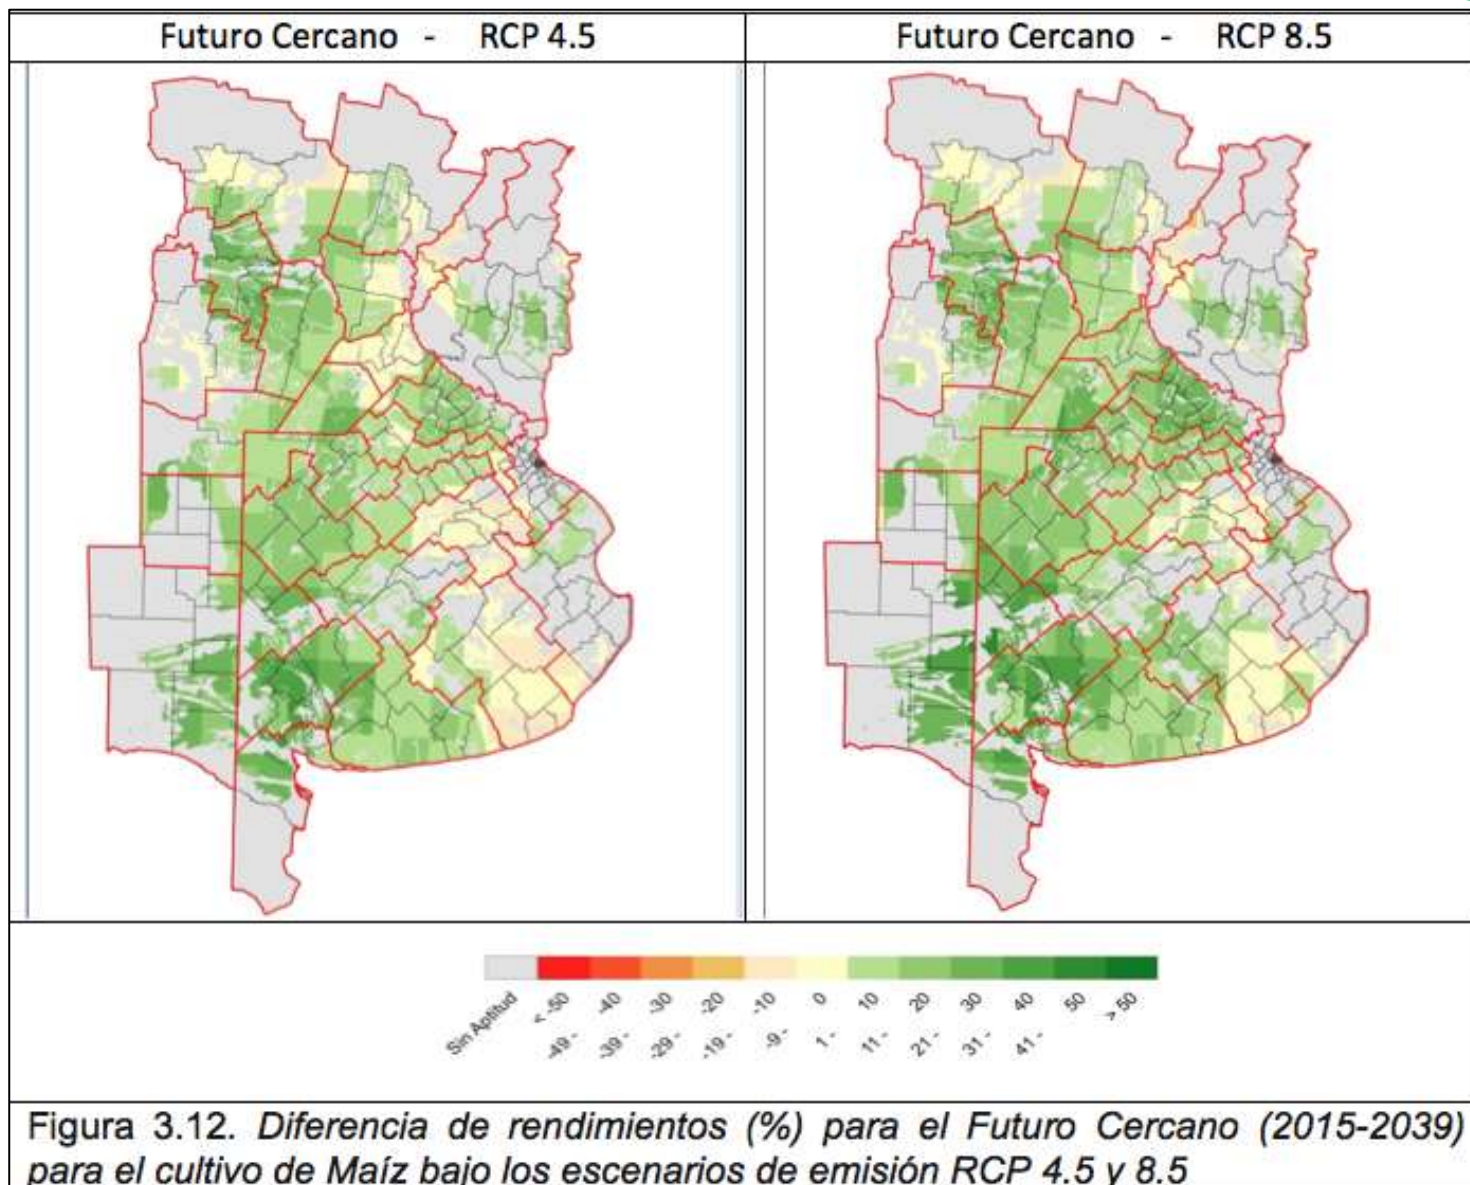 Futuro Cercano - RCP 4.5
Futuro Cercano - RCP 8.5
Sin Aptitud
< -50
-49 - -40
-39 - -30
-29 - -20
-19 - -10
-9 - 0
1 - 10
11 - 20
21 - 30
31 - 40
41 - 50
> 50
Figura 3.12. Diferencia de rendimientos (%) para el Futuro Cercano (2015-2039)
para el cultivo de Maíz bajo los escenarios de emisión RCP 4.5 y 8.5